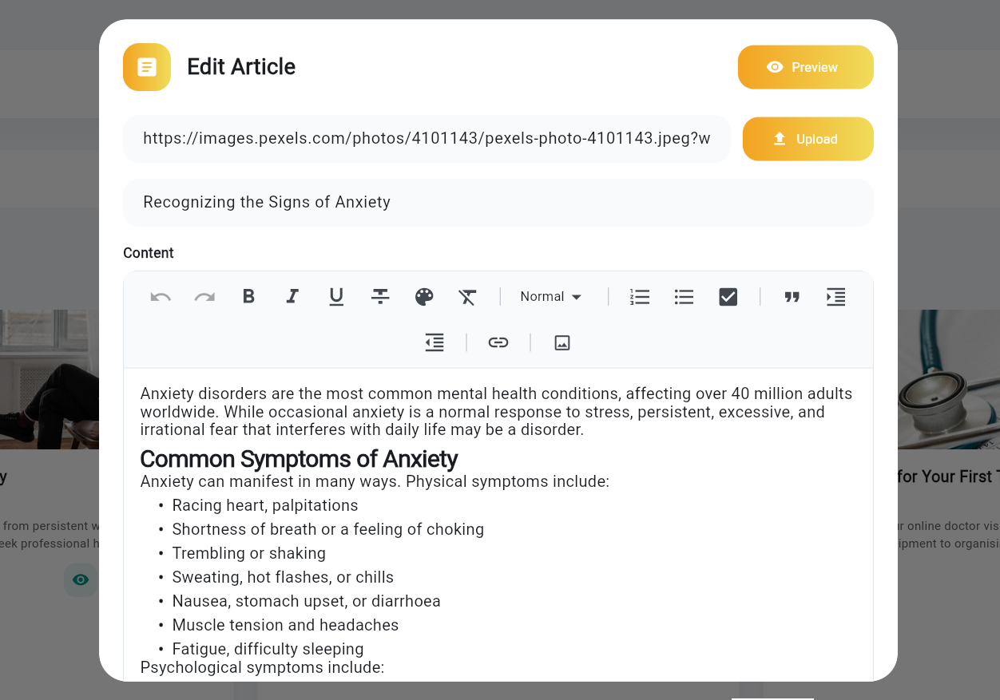 Edit Article
Preview
https://images.pexels.com/photos/4101143/pexels-photo-4101143.jpeg?w
Upload
Recognizing the Signs of Anxiety
Content
B I U Normal
Anxiety disorders are the most common mental health conditions, affecting over 40 million adults
worldwide. While occasional anxiety is a normal response to stress, persistent, excessive, and
irrational fear that interferes with daily life may be a disorder.
Common Symptoms of Anxiety
Anxiety can manifest in many ways. Physical symptoms include:
• Racing heart, palpitations
• Shortness of breath or a feeling of choking
• Trembling or shaking
• Sweating, hot flashes, or chills
• Nausea, stomach upset, or diarrhoea
• Muscle tension and headaches
• Fatigue, difficulty sleeping
Psychological symptoms include:
y
for Your First T
from persistent w
ur online doctor vis
eek professional h
ipment to organisi